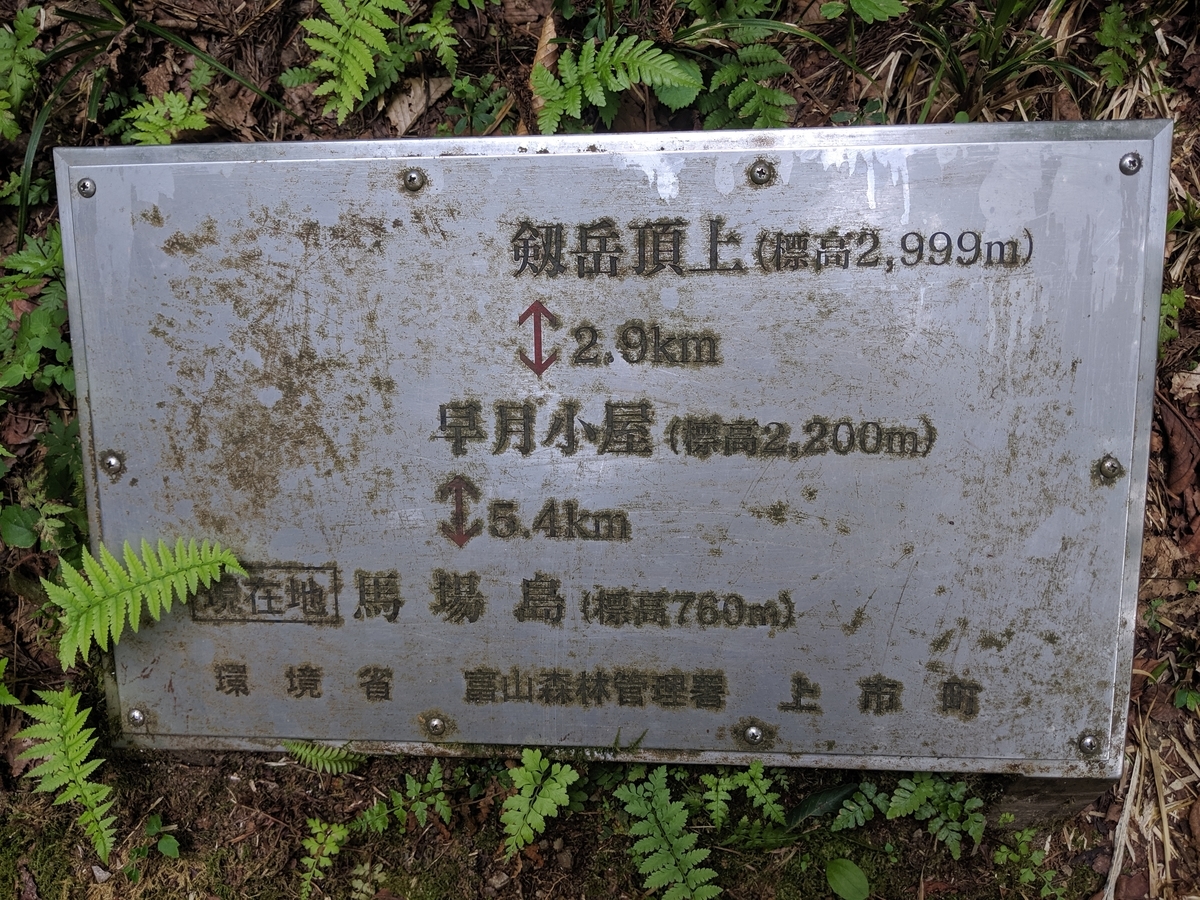 剱岳頂上(標高2,999m)
2.9km
早月小屋(標高2,200m)
5.4km
現在地 馬場島(標高760m)
環境省 富山森林管理署 上市町